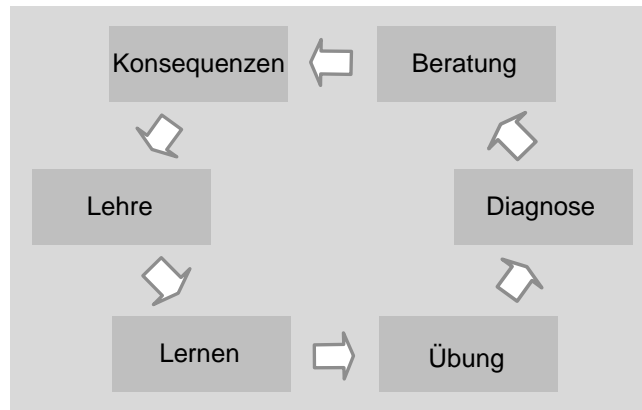 Konsequenzen
Beratung
Lehre
Diagnose
Lernen
Übung